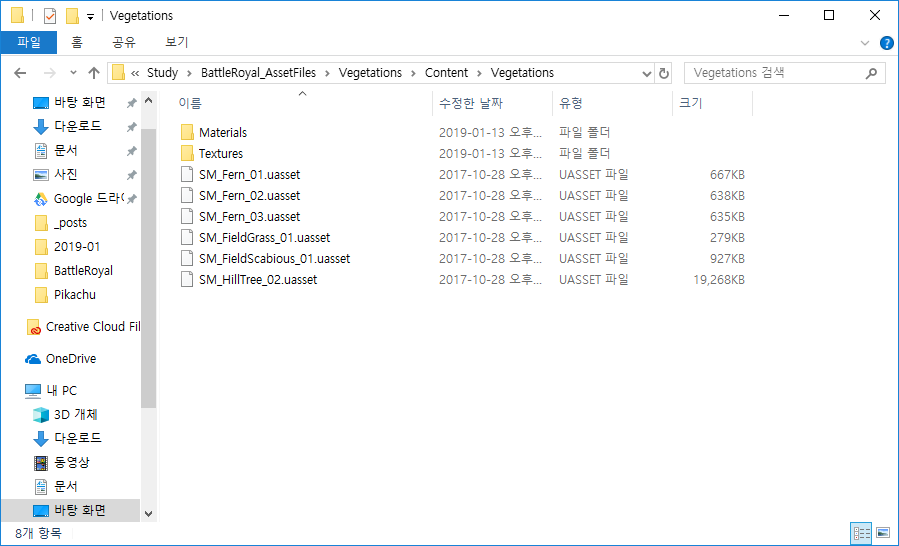 Vegetations
파일 홈 공유 보기
« Study > BattleRoyal_AssetFiles > Vegetations > Content > Vegetations
Vegetations 검색
바탕 화면
다운로드
문서
사진
Google 드라이
_posts
2019-01
BattleRoyal
Pikachu
Creative Cloud Fil
OneDrive
내 PC
3D 개체
다운로드
동영상
문서
바탕 화면
이름 수정한 날짜 유형 크기
Materials 2019-01-13 오후... 파일 폴더
Textures 2019-01-13 오후... 파일 폴더
SM_Fern_01.uasset 2017-10-28 오후... UASSET 파일 667KB
SM_Fern_02.uasset 2017-10-28 오후... UASSET 파일 638KB
SM_Fern_03.uasset 2017-10-28 오후... UASSET 파일 635KB
SM_FieldGrass_01.uasset 2017-10-28 오후... UASSET 파일 279KB
SM_FieldScabious_01.uasset 2017-10-28 오후... UASSET 파일 927KB
SM_HillTree_02.uasset 2017-10-28 오후... UASSET 파일 19,268KB
8개 항목